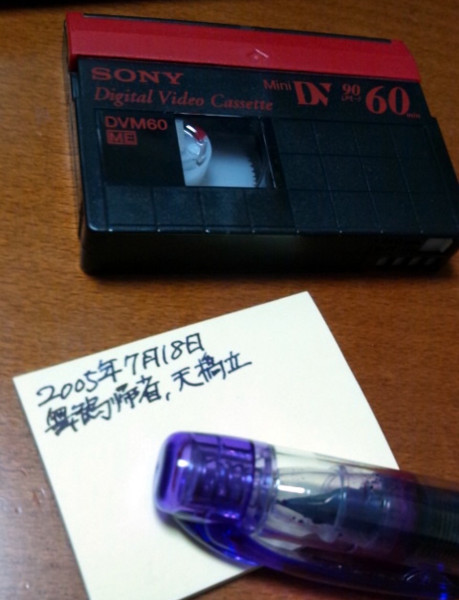 SONY
Digital Video Cassette
Mini DV 90 60
DVM60
ME
2005年7月18日
舞鶴帰着,天橋立